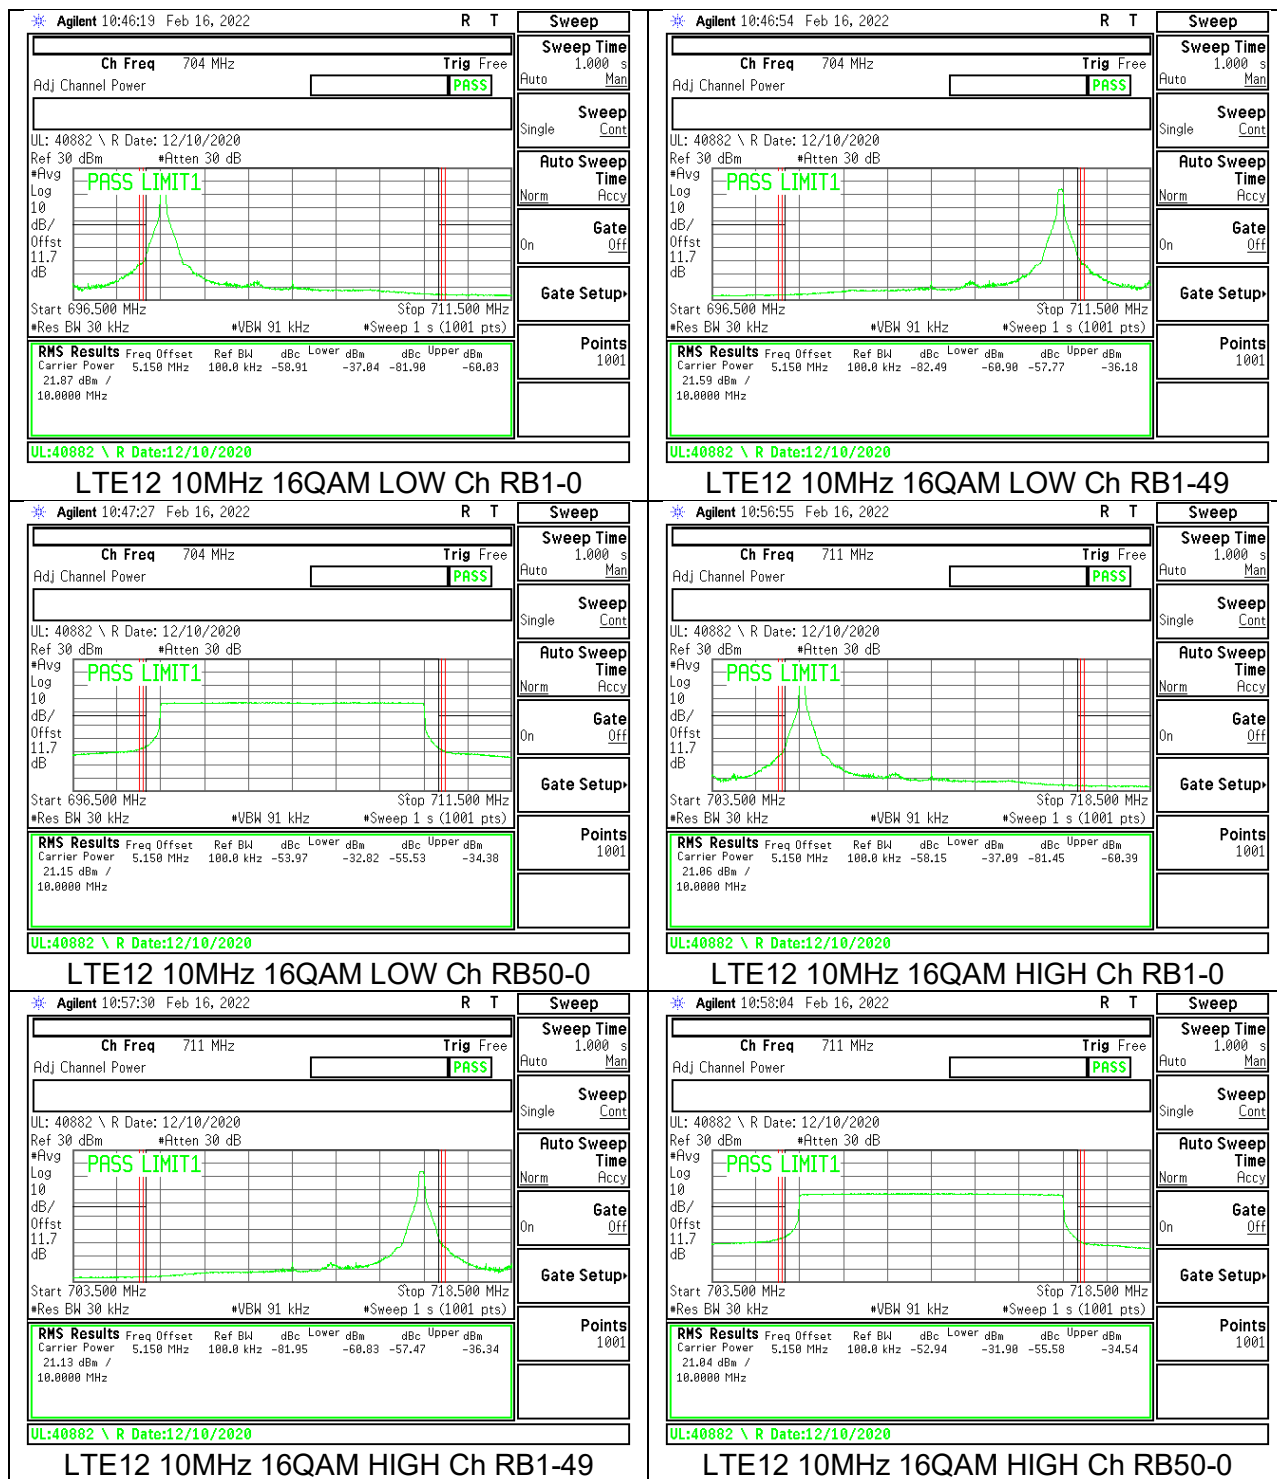 Agilent 10:46:19 Feb 16, 2022 R T Sweep
Ch Freq 704 MHz Trig Free
Adj Channel Power PASS
UL: 40882 \ R Date: 12/10/2020
Ref 30 dBm #Atten 30 dB
#Avg
Log
10
dB/
Offst
11.7
dB
PASS LIMIT1
Start 696.500 MHz Stop 711.500 MHz
#Res BW 30 kHz #VBW 91 kHz #Sweep 1 s (1001 pts)
RMS Results Freq Offset Ref BW dBc Lower dBm dBc Upper dBm
Carrier Power 5.150 MHz 100.0 kHz -58.91 -37.04 -81.90 -60.03
21.87 dBm /
10.0000 MHz
UL:40882 \ R Date:12/10/2020
Sweep Time
1.000 s
Auto Man
Sweep
Single Cont
Auto Sweep
Time
Norm Accy
Gate
On Off
Gate Setup
Points
1001
LTE12 10MHz 16QAM LOW Ch RB1-0
Agilent 10:46:54 Feb 16, 2022 R T Sweep
Ch Freq 704 MHz Trig Free
Adj Channel Power PASS
UL: 40882 \ R Date: 12/10/2020
Ref 30 dBm #Atten 30 dB
#Avg
Log
10
dB/
Offst
11.7
dB
PASS LIMIT1
Start 696.500 MHz Stop 711.500 MHz
#Res BW 30 kHz #VBW 91 kHz #Sweep 1 s (1001 pts)
RMS Results Freq Offset Ref BW dBc Lower dBm dBc Upper dBm
Carrier Power 5.150 MHz 100.0 kHz -82.49 -60.90 -57.77 -36.18
21.59 dBm /
10.0000 MHz
UL:40882 \ R Date:12/10/2020
Sweep Time
1.000 s
Auto Man
Sweep
Single Cont
Auto Sweep
Time
Norm Accy
Gate
On Off
Gate Setup
Points
1001
LTE12 10MHz 16QAM LOW Ch RB1-49
Agilent 10:47:27 Feb 16, 2022 R T Sweep
Ch Freq 704 MHz Trig Free
Adj Channel Power PASS
UL: 40882 \ R Date: 12/10/2020
Ref 30 dBm #Atten 30 dB
#Avg
Log
10
dB/
Offst
11.7
dB
PASS LIMIT1
Start 696.500 MHz Stop 711.500 MHz
#Res BW 30 kHz #VBW 91 kHz #Sweep 1 s (1001 pts)
RMS Results Freq Offset Ref BW dBc Lower dBm dBc Upper dBm
Carrier Power 5.150 MHz 100.0 kHz -53.97 -32.82 -55.53 -34.38
21.15 dBm /
10.0000 MHz
UL:40882 \ R Date:12/10/2020
Sweep Time
1.000 s
Auto Man
Sweep
Single Cont
Auto Sweep
Time
Norm Accy
Gate
On Off
Gate Setup
Points
1001
LTE12 10MHz 16QAM LOW Ch RB50-0
Agilent 10:56:55 Feb 16, 2022 R T Sweep
Ch Freq 711 MHz Trig Free
Adj Channel Power PASS
UL: 40882 \ R Date: 12/10/2020
Ref 30 dBm #Atten 30 dB
#Avg
Log
10
dB/
Offst
11.7
dB
PASS LIMIT1
Start 703.500 MHz Stop 718.500 MHz
#Res BW 30 kHz #VBW 91 kHz #Sweep 1 s (1001 pts)
RMS Results Freq Offset Ref BW dBc Lower dBm dBc Upper dBm
Carrier Power 5.150 MHz 100.0 kHz -58.15 -37.09 -81.45 -60.39
21.06 dBm /
10.0000 MHz
UL:40882 \ R Date:12/10/2020
Sweep Time
1.000 s
Auto Man
Sweep
Single Cont
Auto Sweep
Time
Norm Accy
Gate
On Off
Gate Setup
Points
1001
LTE12 10MHz 16QAM HIGH Ch RB1-0
Agilent 10:57:30 Feb 16, 2022 R T Sweep
Ch Freq 711 MHz Trig Free
Adj Channel Power PASS
UL: 40882 \ R Date: 12/10/2020
Ref 30 dBm #Atten 30 dB
#Avg
Log
10
dB/
Offst
11.7
dB
PASS LIMIT1
Start 703.500 MHz Stop 718.500 MHz
#Res BW 30 kHz #VBW 91 kHz #Sweep 1 s (1001 pts)
RMS Results Freq Offset Ref BW dBc Lower dBm dBc Upper dBm
Carrier Power 5.150 MHz 100.0 kHz -81.95 -60.83 -57.47 -36.34
21.13 dBm /
10.0000 MHz
UL:40882 \ R Date:12/10/2020
Sweep Time
1.000 s
Auto Man
Sweep
Single Cont
Auto Sweep
Time
Norm Accy
Gate
On Off
Gate Setup
Points
1001
LTE12 10MHz 16QAM HIGH Ch RB1-49
Agilent 10:58:04 Feb 16, 2022 R T Sweep
Ch Freq 711 MHz Trig Free
Adj Channel Power PASS
UL: 40882 \ R Date: 12/10/2020
Ref 30 dBm #Atten 30 dB
#Avg
Log
10
dB/
Offst
11.7
dB
PASS LIMIT1
Start 703.500 MHz Stop 718.500 MHz
#Res BW 30 kHz #VBW 91 kHz #Sweep 1 s (1001 pts)
RMS Results Freq Offset Ref BW dBc Lower dBm dBc Upper dBm
Carrier Power 5.150 MHz 100.0 kHz -52.94 -31.90 -55.58 -34.54
21.04 dBm /
10.0000 MHz
UL:40882 \ R Date:12/10/2020
Sweep Time
1.000 s
Auto Man
Sweep
Single Cont
Auto Sweep
Time
Norm Accy
Gate
On Off
Gate Setup
Points
1001
LTE12 10MHz 16QAM HIGH Ch RB50-0